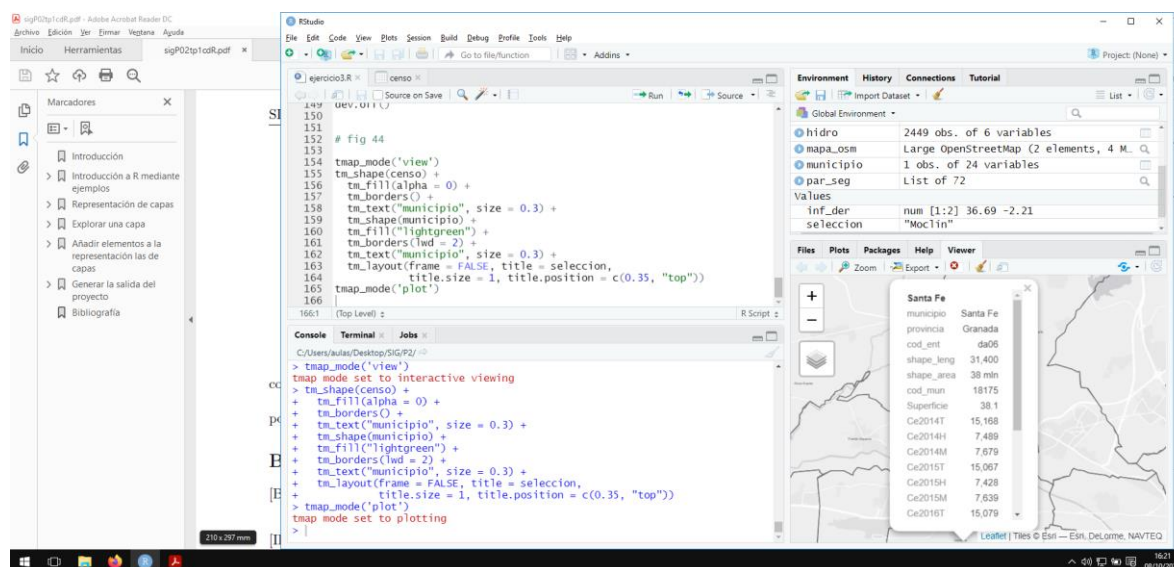 sigP02tp1cdR.pdf - Adobe Acrobat Reader DC
Archivo Edición Ver Firmar Ventana Ayuda
Inicio Herramientas sigP02tp1cdR.pdf ×
Marcadores ×
Introducción
Introducción a R mediante
ejemplos
Representación de capas
Explorar una capa
Añadir elementos a la
representación las de
capas
Generar la salida del
proyecto
Bibliografía
210 x 297 mm
RStudio
File Edit Code View Plots Session Build Debug Profile Tools Help
Go to file/function Addins Project: (None)
ejercicio3.R × censo ×
Source on Save Run Source
149 dev.off()
150
151
152 # fig 44
153
154 tmap_mode('view')
155 tm_shape(censo) +
156 tm_fill(alpha = 0) +
157 tm_borders() +
158 tm_text("municipio", size = 0.3) +
159 tm_shape(municipio) +
160 tm_fill("lightgreen") +
161 tm_borders(lwd = 2) +
162 tm_text("municipio", size = 0.3) +
163 tm_layout(frame = FALSE, title = seleccion,
164 title.size = 1, title.position = c(0.35, "top"))
165 tmap_mode('plot')
166
166:1 (Top Level) R Script
Console Terminal × Jobs ×
C:/Users/aulas/Desktop/SIG/P2/
> tmap_mode('view')
tmap mode set to interactive viewing
> tm_shape(censo) +
+ tm_fill(alpha = 0) +
+ tm_borders() +
+ tm_text("municipio", size = 0.3) +
+ tm_shape(municipio) +
+ tm_fill("lightgreen") +
+ tm_borders(lwd = 2) +
+ tm_text("municipio", size = 0.3) +
+ tm_layout(frame = FALSE, title = seleccion,
+ title.size = 1, title.position = c(0.35, "top"))
> tmap_mode('plot')
tmap mode set to plotting
>
Environment History Connections Tutorial
Import Dataset List
Global Environment
hidro 2449 obs. of 6 variables
mapa_osm Large OpenStreetMap (2 elements, 4 M…
municipio 1 obs. of 24 variables
par_seg List of 72
Values
inf_der num [1:2] 36.69 -2.21
seleccion "Moclín"
Files Plots Packages Help Viewer
Zoom Export
+
−
Santa Fe
municipio Santa Fe
provincia Granada
cod_ent da06
shape_leng 31,400
shape_area 38 mln
cod_mun 18175
Superficie 38.1
Ce2014T 15,168
Ce2014H 7,489
Ce2014M 7,679
Ce2015T 15,067
Ce2015H 7,428
Ce2015M 7,639
Ce2016T 15,079
Leaflet | Tiles © Esri — Esri, DeLorme, NAVTEQ
16:21